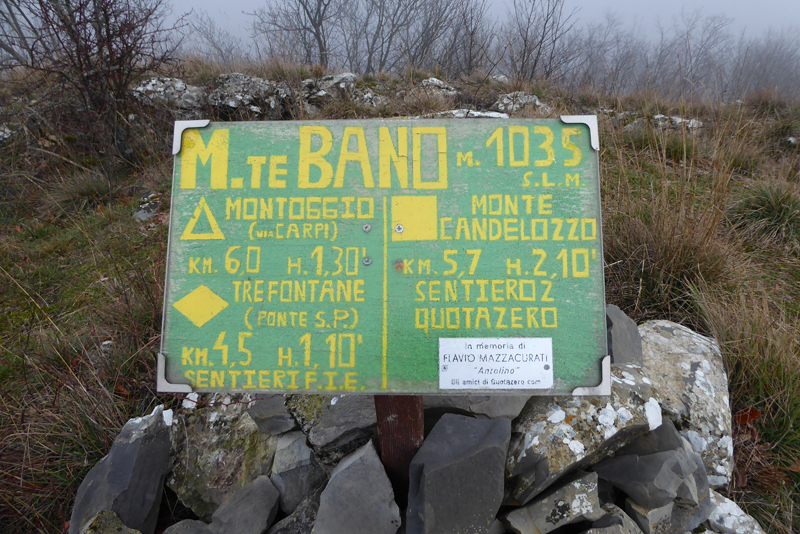 M.TE BANO M. 1035
S.L.M.
MONTOGGIO
(VIA CARPI)
KM. 6,0 H. 1,30'
TREFONTANE
(PONTE S.P.)
KM. 4,5 H. 1,10'
SENTIERI F.I.E.
MONTE
CANDELOZZO
KM. 5,7 H. 2,10'
SENTIERO 2
QUOTAZERO
In memoria di
FLAVIO MAZZACURATI
"Antolino"
Gli amici di Quotazero.com